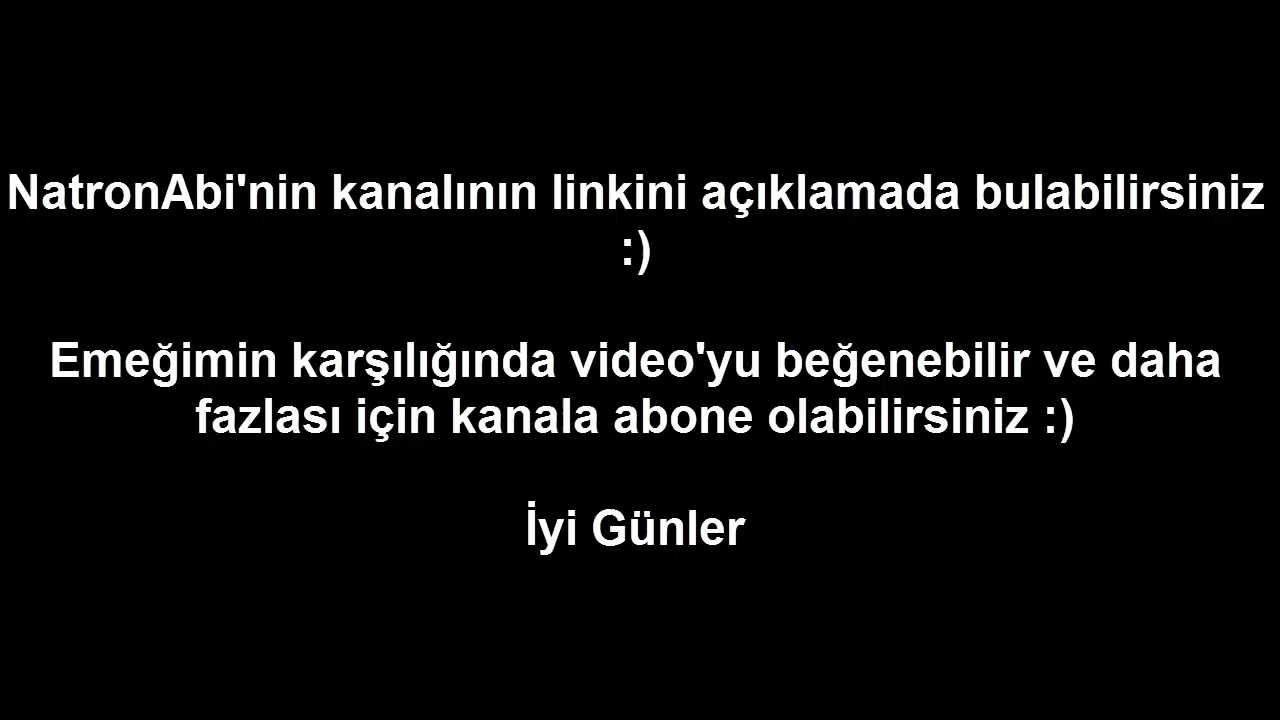 NatronAbi'nin kanalının linkini açıklamada bulabilirsiniz
:)
Emeğimin karşılığında video'yu beğenebilir ve daha
fazlası için kanala abone olabilirsiniz :)
İyi Günler